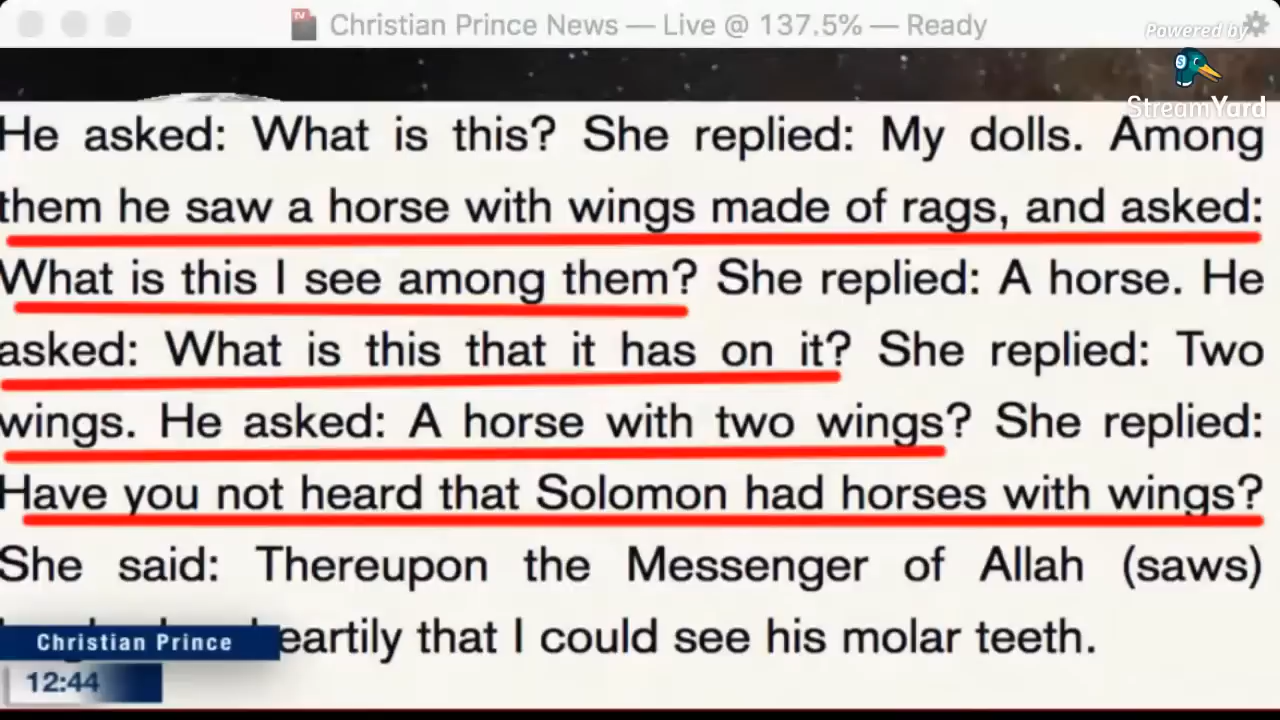 Christian Prince News — Live @ 137.5% — Ready
Powered by
StreamYard
He asked: What is this? She replied: My dolls. Among
them he saw a horse with wings made of rags, and asked:
What is this I see among them? She replied: A horse. He
asked: What is this that it has on it? She replied: Two
wings. He asked: A horse with two wings? She replied:
Have you not heard that Solomon had horses with wings?
She said: Thereupon the Messenger of Allah (saws)
that I could see his molar teeth.
Christian Prince
12:44